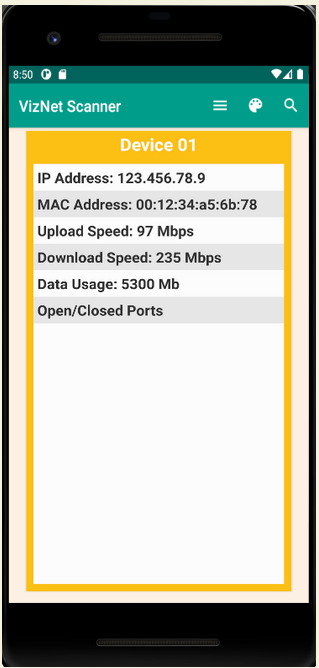 8:50
VizNet Scanner
Device 01
IP Address: 123.456.78.9
MAC Address: 00:12:34:a5:6b:78
Upload Speed: 97 Mbps
Download Speed: 235 Mbps
Data Usage: 5300 Mb
Open/Closed Ports